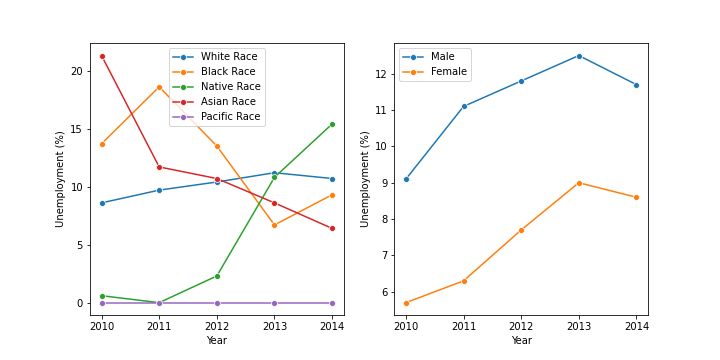 White Race
Black Race
Native Race
Asian Race
Pacific Race
Unemployment (%)
20
15
10
5
0
2010 2011 2012 2013 2014
Year
Male
Female
Unemployment (%)
12
11
10
9
8
7
6
2010 2011 2012 2013 2014
Year